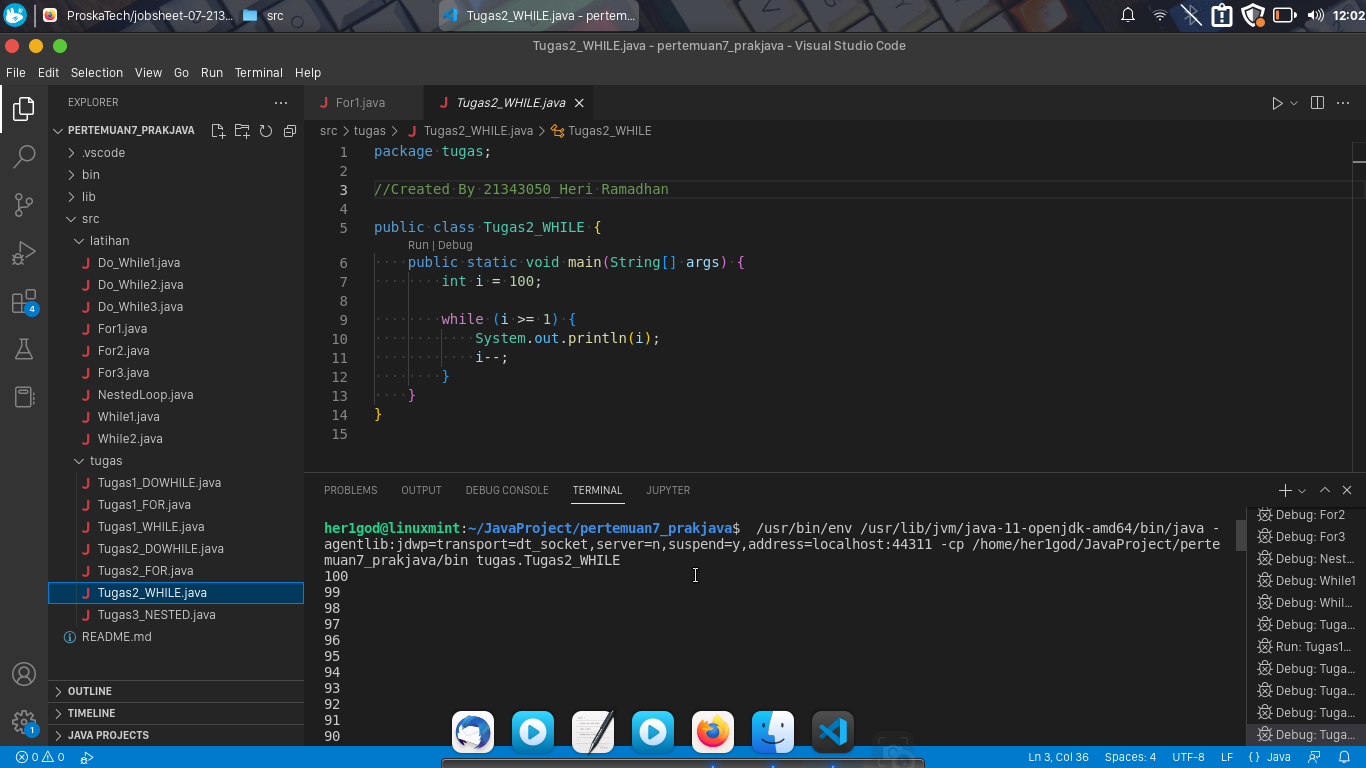 ProskaTech/jobsheet-07-213...
src
Tugas2_WHILE.java - pertem...
12:02
Tugas2_WHILE.java - pertemuan7_prakjava - Visual Studio Code
File Edit Selection View Go Run Terminal Help
EXPLORER
PERTEMUAN7_PRAKJAVA
.vscode
bin
lib
src
latihan
Do_While1.java
Do_While2.java
Do_While3.java
For1.java
For2.java
For3.java
NestedLoop.java
While1.java
While2.java
tugas
Tugas1_DOWHILE.java
Tugas1_FOR.java
Tugas1_WHILE.java
Tugas2_DOWHILE.java
Tugas2_FOR.java
Tugas2_WHILE.java
Tugas3_NESTED.java
README.md
OUTLINE
TIMELINE
JAVA PROJECTS
4
1
For1.java
Tugas2_WHILE.java
src > tugas > Tugas2_WHILE.java > Tugas2_WHILE
1 package tugas;
2
3 //Created By 21343050_Heri Ramadhan
4
5 public class Tugas2_WHILE {
Run | Debug
6 public static void main(String[] args) {
7 int i = 100;
8
9 while (i >= 1) {
10 System.out.println(i);
11 i--;
12 }
13 }
14 }
15
PROBLEMS OUTPUT DEBUG CONSOLE TERMINAL JUPYTER
her1god@linuxmint:~/JavaProject/pertemuan7_prakjava$ /usr/bin/env /usr/lib/jvm/java-11-openjdk-amd64/bin/java -
agentlib:jdwp=transport=dt_socket,server=n,suspend=y,address=localhost:44311 -cp /home/her1god/JavaProject/perte
muan7_prakjava/bin tugas.Tugas2_WHILE
100
99
98
97
96
95
94
93
92
91
90
Debug: For2
Debug: For3
Debug: Nest...
Debug: While1
Debug: Whil...
Debug: Tuga...
Run: Tugas1...
Debug: Tuga...
Debug: Tuga...
Debug: Tuga...
Debug: Tuga...
0 0
Ln 3, Col 36 Spaces: 4 UTF-8 LF { } Java